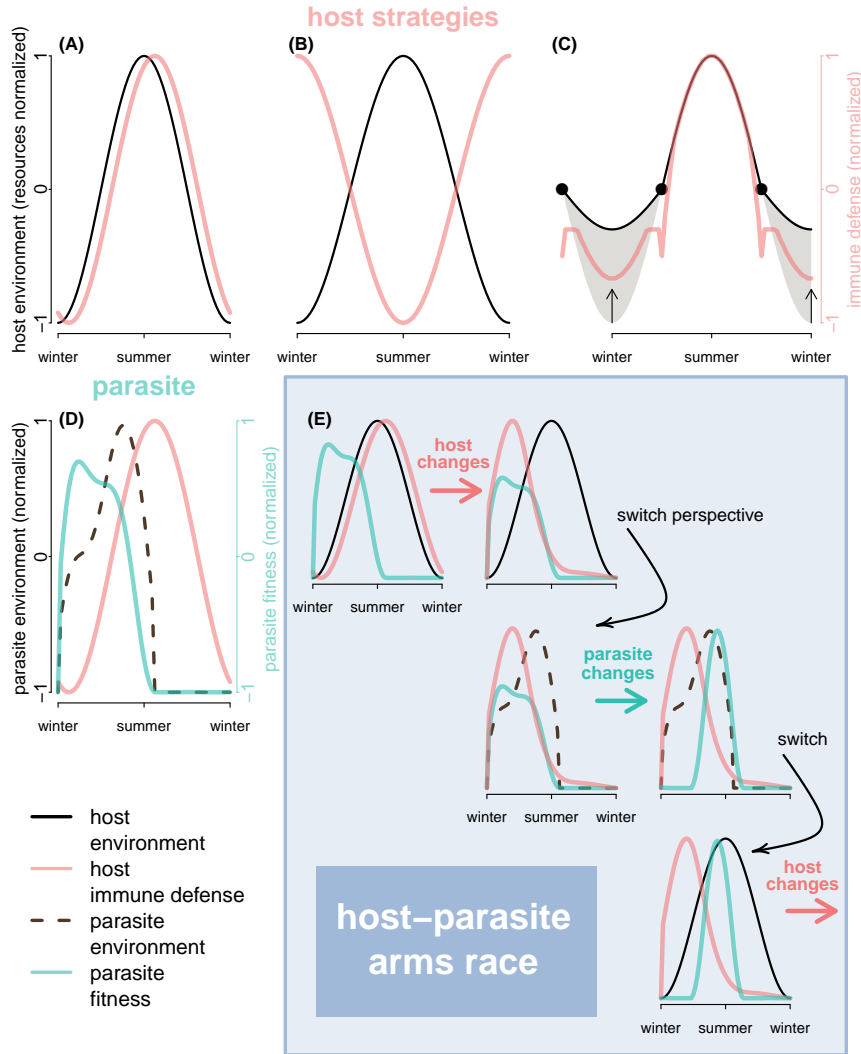 host strategies
(A)
(B)
(C)
host environment (resources normalized)
−1
0
1
winter
summer
winter
winter
summer
winter
winter
summer
winter
−1
0
1
immune defense (normalized)
parasite
(D)
parasite environment (normalized)
−1
0
1
winter
summer
winter
−1
0
1
parasite fitness (normalized)
(E)
host
changes
winter
summer
winter
switch perspective
parasite
changes
winter
summer
winter
switch
host
changes
winter
summer
winter
host−parasite
arms race
host
environment
host
immune defense
parasite
environment
parasite
fitness